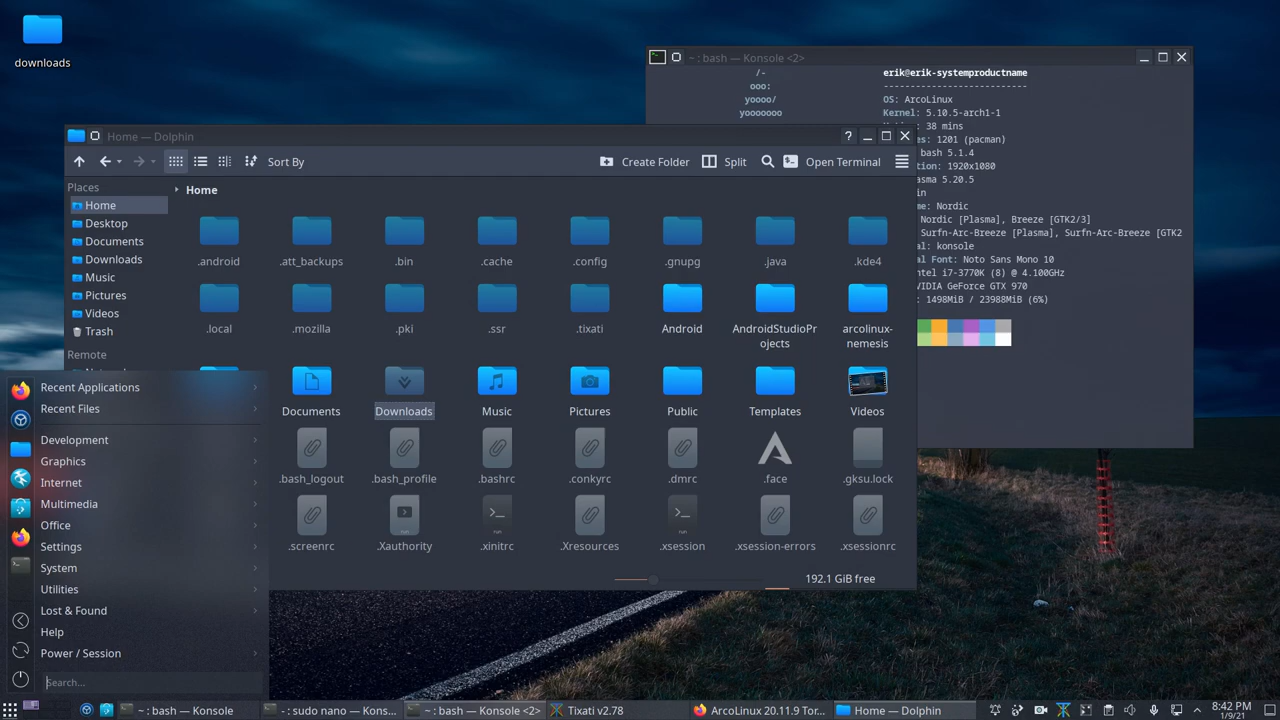 downloads
~ : bash — Konsole <2>
/-
ooo:
yoooo/
yooooooo
erik@erik-systemproductname
---------------------------
OS: ArcoLinux
Kernel: 5.10.5-arch1-1
38 mins
es: 1201 (pacman)
bash 5.1.4
tion: 1920x1080
asma 5.20.5
in
me: Nordic
Nordic [Plasma], Breeze [GTK2/3]
Surfn-Arc-Breeze [Plasma], Surfn-Arc-Breeze [GTK2
al: konsole
al Font: Noto Sans Mono 10
ntel i7-3770K (8) @ 4.100GHz
VIDIA GeForce GTX 970
: 1498MiB / 23988MiB (6%)
Home — Dolphin
?
Sort By
Create Folder
Split
Open Terminal
Places
Home
Desktop
Documents
Downloads
Music
Pictures
Videos
Trash
Remote
Home
.android .att_backups .bin .cache .config .gnupg .java .kde4
.local .mozilla .pki .ssr .tixati Android AndroidStudioPr arcolinux-
ojects nemesis
Documents Downloads Music Pictures Public Templates Videos
.bash_logout .bash_profile .bashrc .conkyrc .dmrc .face .gksu.lock
.screenrc .Xauthority .xinitrc .Xresources .xsession .xsession-errors .xsessionrc
192.1 GiB free
Recent Applications
Recent Files
Development
Graphics
Internet
Multimedia
Office
Settings
System
Utilities
Lost & Found
Help
Power / Session
Search...
~ : bash — Konsole
- : sudo nano — Kons...
~ : bash — Konsole <2>
Tixati v2.78
ArcoLinux 20.11.9 Tor...
Home — Dolphin
8:42 PM
1/9/21